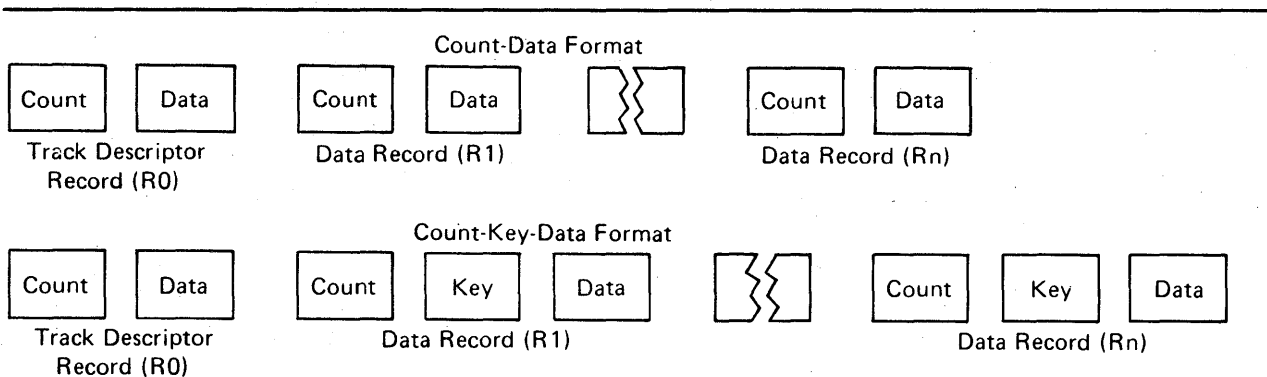 Count-Data Format
Count Data Count Data Count Data
Track Descriptor
Record (R0)
Data Record (R1)
Data Record (Rn)
Count-Key-Data Format
Count Data Count Key Data Count Key Data
Track Descriptor
Record (R0)
Data Record (R1)
Data Record (Rn)